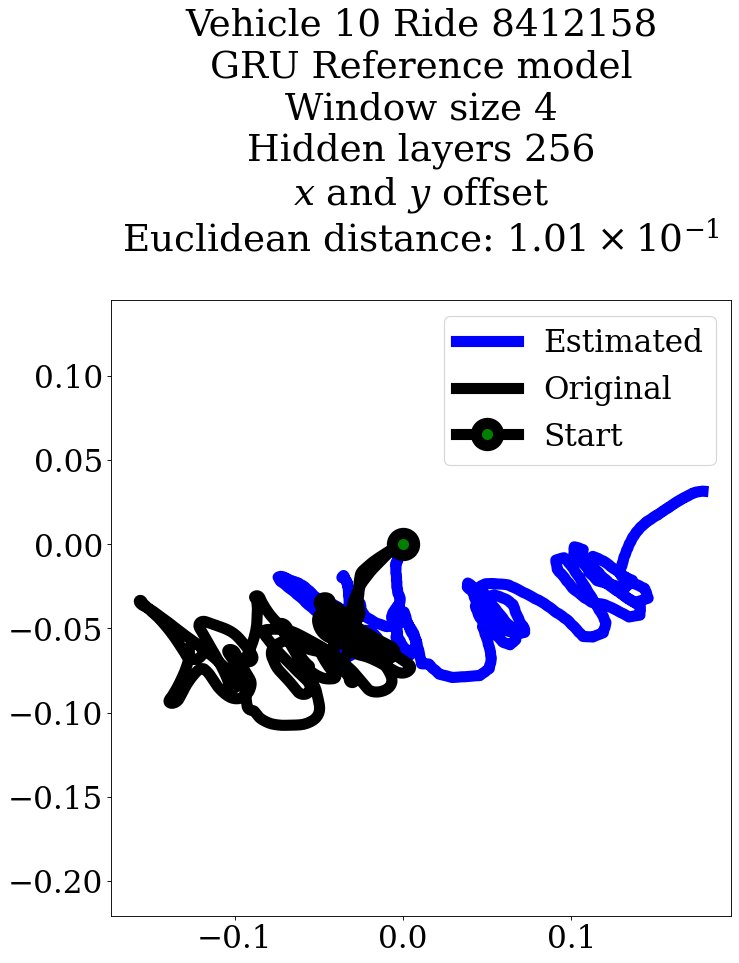 Vehicle 10 Ride 8412158
GRU Reference model
Window size 4
Hidden layers 256
x and y offset
Euclidean distance: 1.01 × 10⁻¹
Estimated
Original
Start
0.10
0.05
0.00
−0.05
−0.10
−0.15
−0.20
−0.1 0.0 0.1